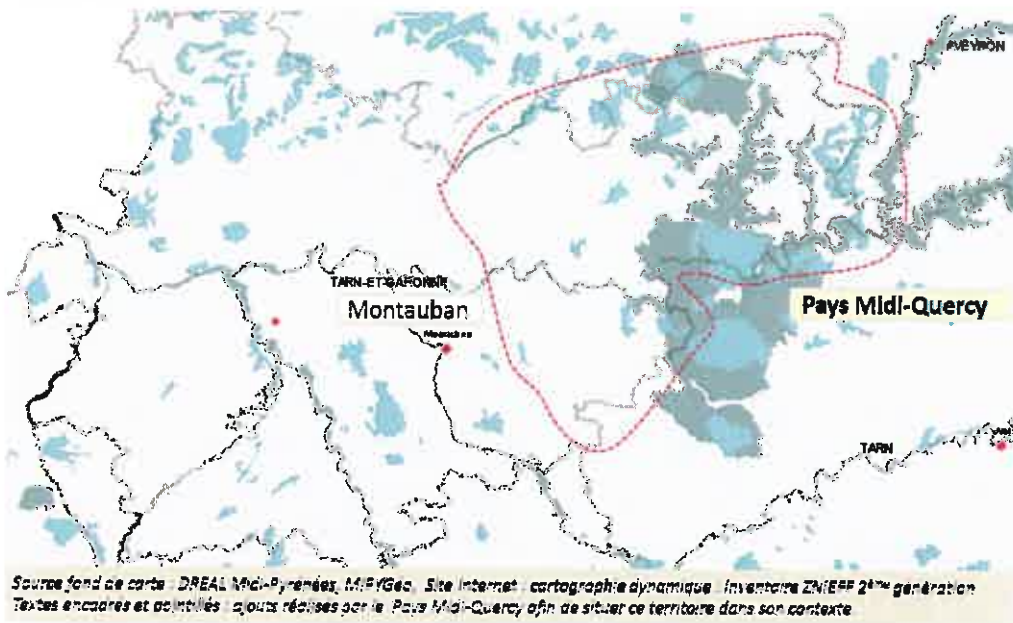 AVEYRON
TARN-ET-GARONNE
Montauban
Montauban
Pays Midi-Quercy
TARN
Source fond de carte : DREAL Midi-Pyrénées, MIPYGéo, Site Internet : cartographie dynamique : Inventaire ZNIEFF 2ème génération
Textes encadrés et pointillés : ajouts réalisés par le Pays Midi-Quercy afin de situer ce territoire dans son contexte